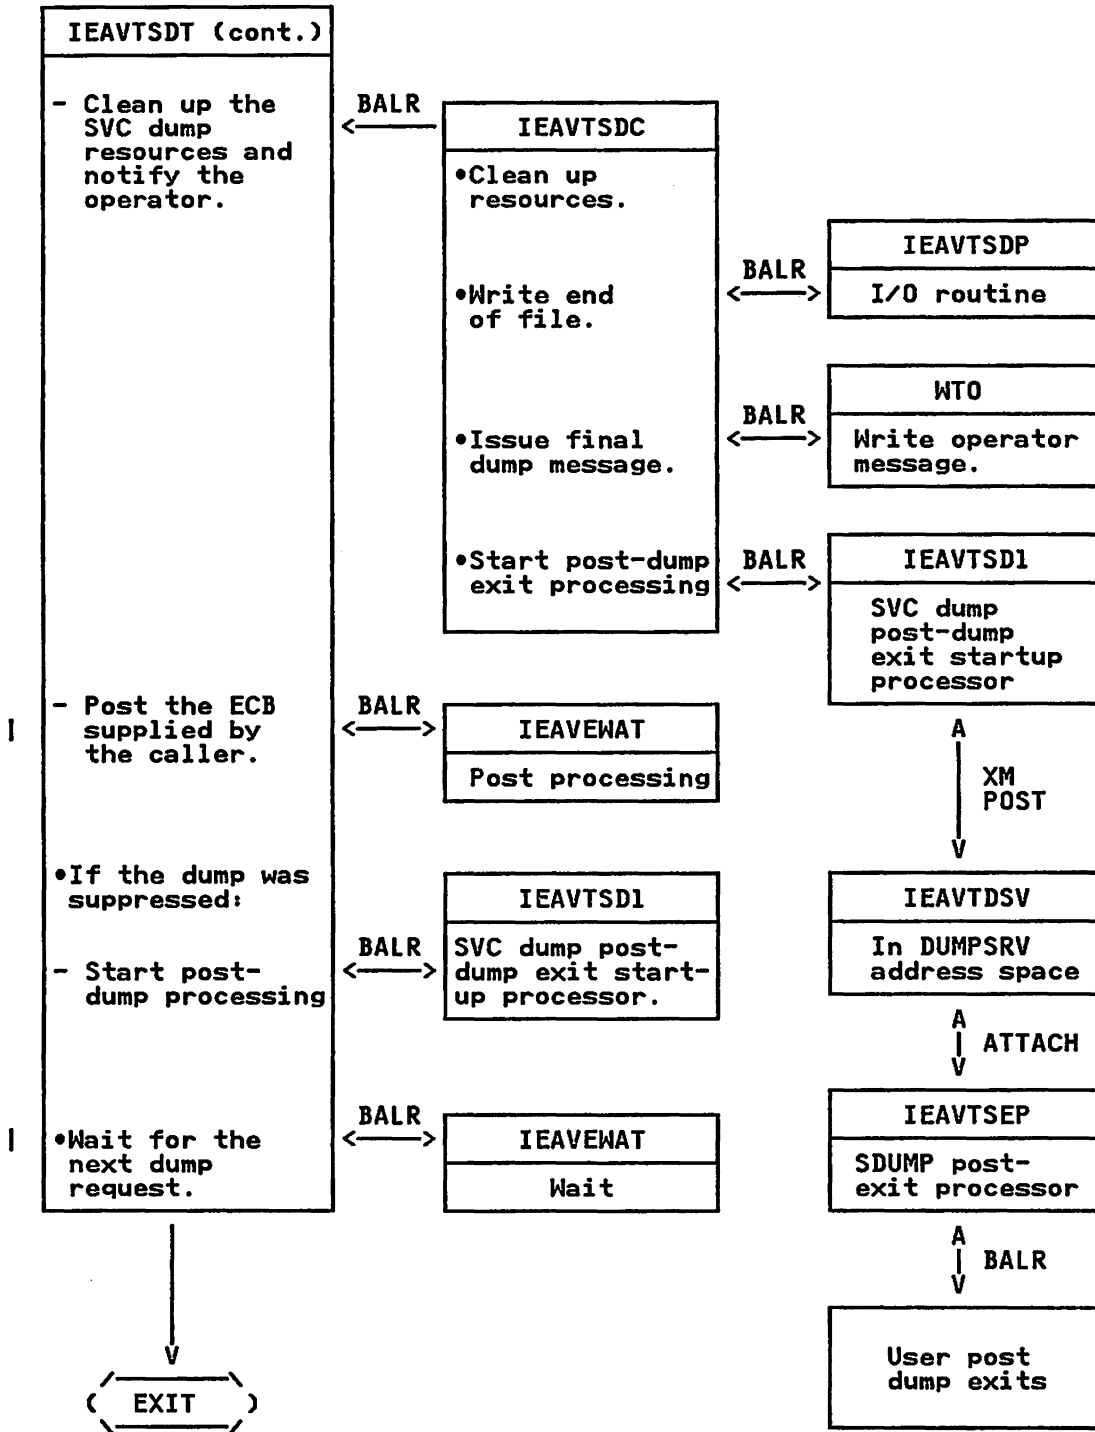 IEAVTSDT (cont.)
- Clean up the
SVC dump
resources and
notify the
operator.
BALR
<———
IEAVTSDC
•Clean up
resources.
•Write end
of file.
BALR
<——>
IEAVTSDP
I/O routine
•Issue final
dump message.
BALR
<——>
WTO
Write operator
message.
•Start post-dump
exit processing
BALR
<——>
IEAVTSD1
SVC dump
post-dump
exit startup
processor
| - Post the ECB
supplied by
the caller.
BALR
<——>
IEAVEWAT
Post processing
A
XM
POST
V
•If the dump was
suppressed:
- Start post-
dump processing
BALR
<——>
IEAVTSD1
SVC dump post-
dump exit start-
up processor.
IEAVTDSV
In DUMPSRV
address space
A
| ATTACH
V
| •Wait for the
next dump
request.
BALR
<——>
IEAVEWAT
Wait
IEAVTSEP
SDUMP post-
exit processor
A
| BALR
V
User post
dump exits
V
EXIT